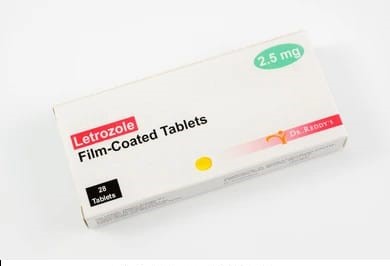 2.5 mg
Letrozole
Film-Coated Tablets
DR. REDDY'S
28
Tablets